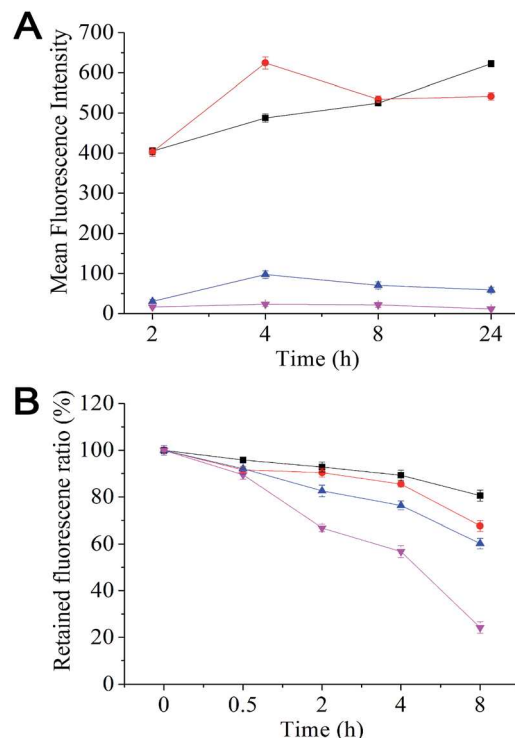 A
700
600
500
400
300
200
100
0
Mean Fluorescence Intensity
2 4 8 24
Time (h)
B
120
100
80
60
40
20
0
Retained fluorescene ratio (%)
0 0.5 2 4 8
Time (h)